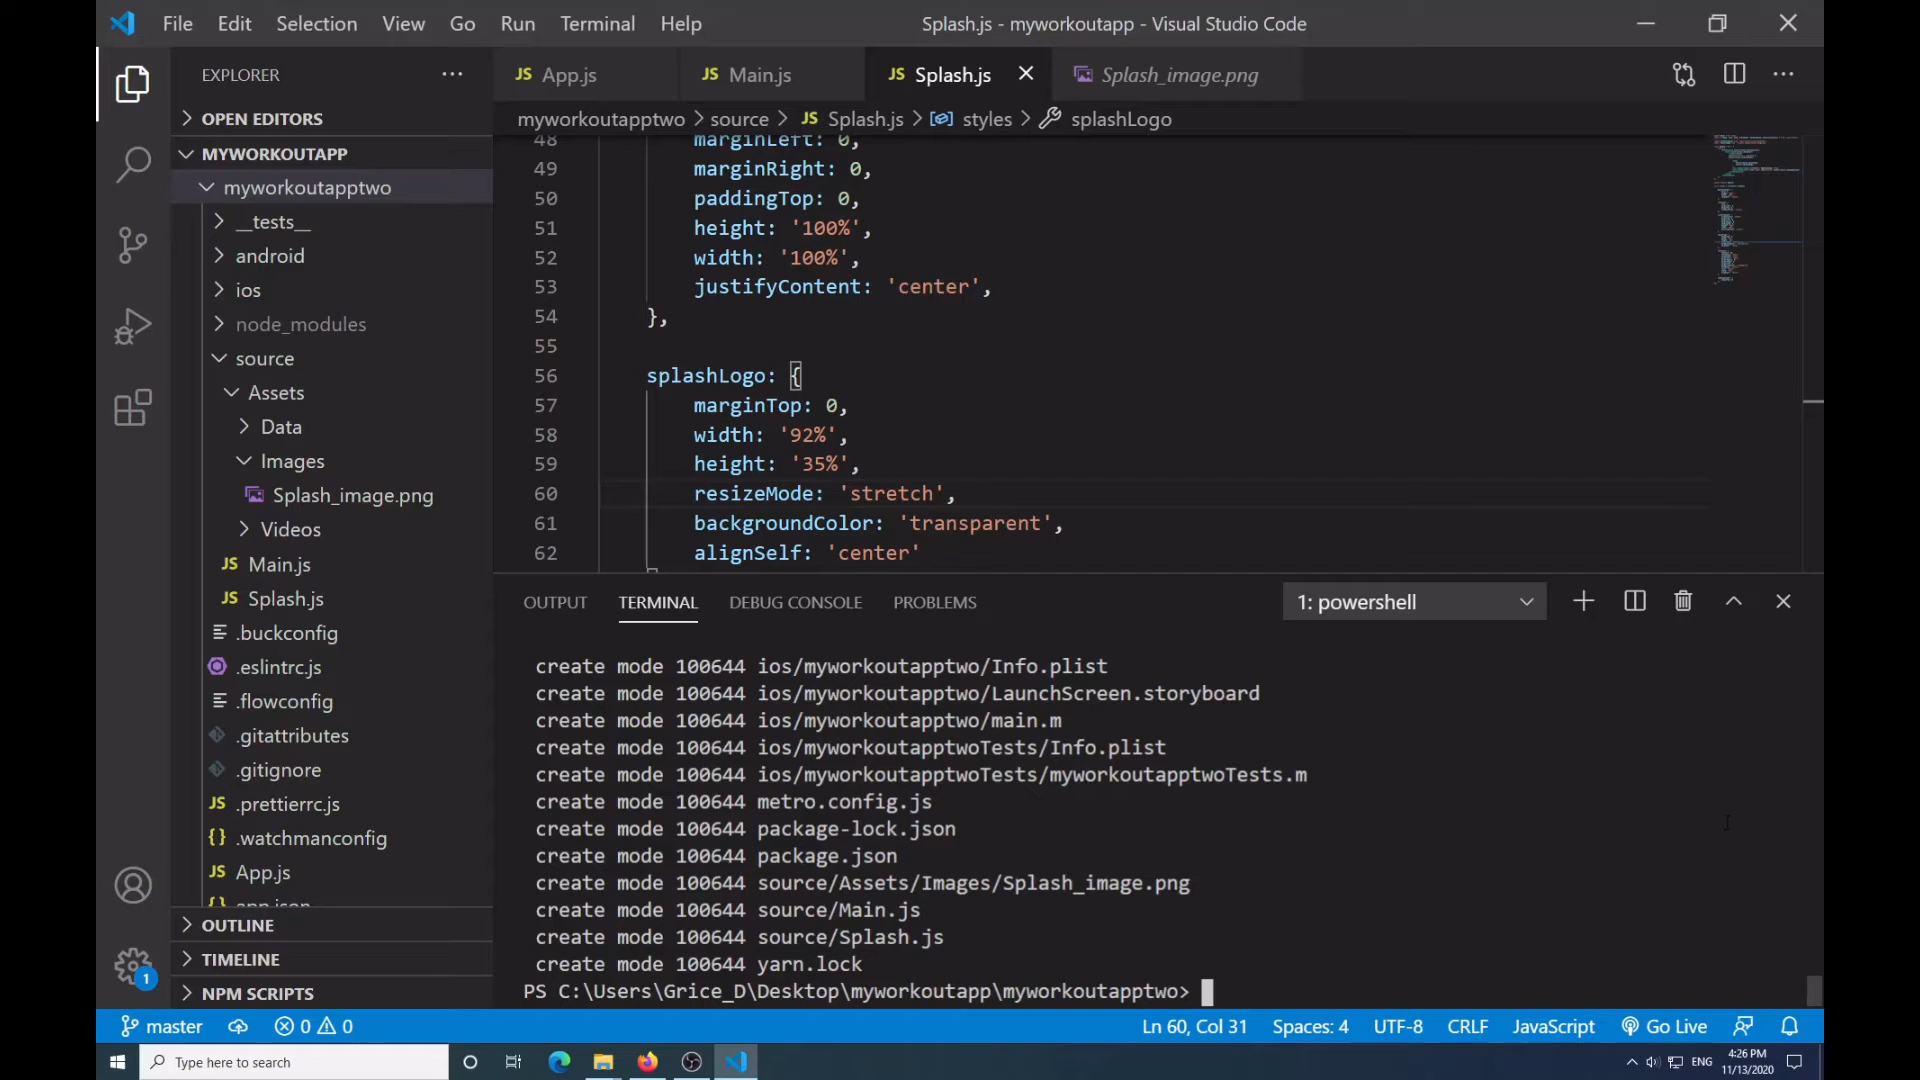 File Edit Selection View Go Run Terminal Help
Splash.js - myworkoutapp - Visual Studio Code
EXPLORER
OPEN EDITORS
MYWORKOUTAPP
myworkoutapptwo
__tests__
android
ios
node_modules
source
Assets
Data
Images
Splash_image.png
Videos
JS Main.js
JS Splash.js
.buckconfig
.eslintrc.js
.flowconfig
.gitattributes
.gitignore
JS .prettierrc.js
{} .watchmanconfig
JS App.js
{} app.json
OUTLINE
TIMELINE
NPM SCRIPTS
1
JS App.js
JS Main.js
JS Splash.js
Splash_image.png
myworkoutapptwo > source > JS Splash.js > styles > splashLogo
48 marginLeft: 0,
49 marginRight: 0,
50 paddingTop: 0,
51 height: '100%',
52 width: '100%',
53 justifyContent: 'center',
54 },
55
56 splashLogo: {
57 marginTop: 0,
58 width: '92%',
59 height: '35%',
60 resizeMode: 'stretch',
61 backgroundColor: 'transparent',
62 alignSelf: 'center'
OUTPUT TERMINAL DEBUG CONSOLE PROBLEMS
1: powershell
create mode 100644 ios/myworkoutapptwo/Info.plist
create mode 100644 ios/myworkoutapptwo/LaunchScreen.storyboard
create mode 100644 ios/myworkoutapptwo/main.m
create mode 100644 ios/myworkoutapptwoTests/Info.plist
create mode 100644 ios/myworkoutapptwoTests/myworkoutapptwoTests.m
create mode 100644 metro.config.js
create mode 100644 package-lock.json
create mode 100644 package.json
create mode 100644 source/Assets/Images/Splash_image.png
create mode 100644 source/Main.js
create mode 100644 source/Splash.js
create mode 100644 yarn.lock
PS C:\Users\Grice_D\Desktop\myworkoutapp\myworkoutapptwo>
master 0 0
Ln 60, Col 31 Spaces: 4 UTF-8 CRLF JavaScript Go Live
Type here to search
ENG
4:26 PM
11/13/2020